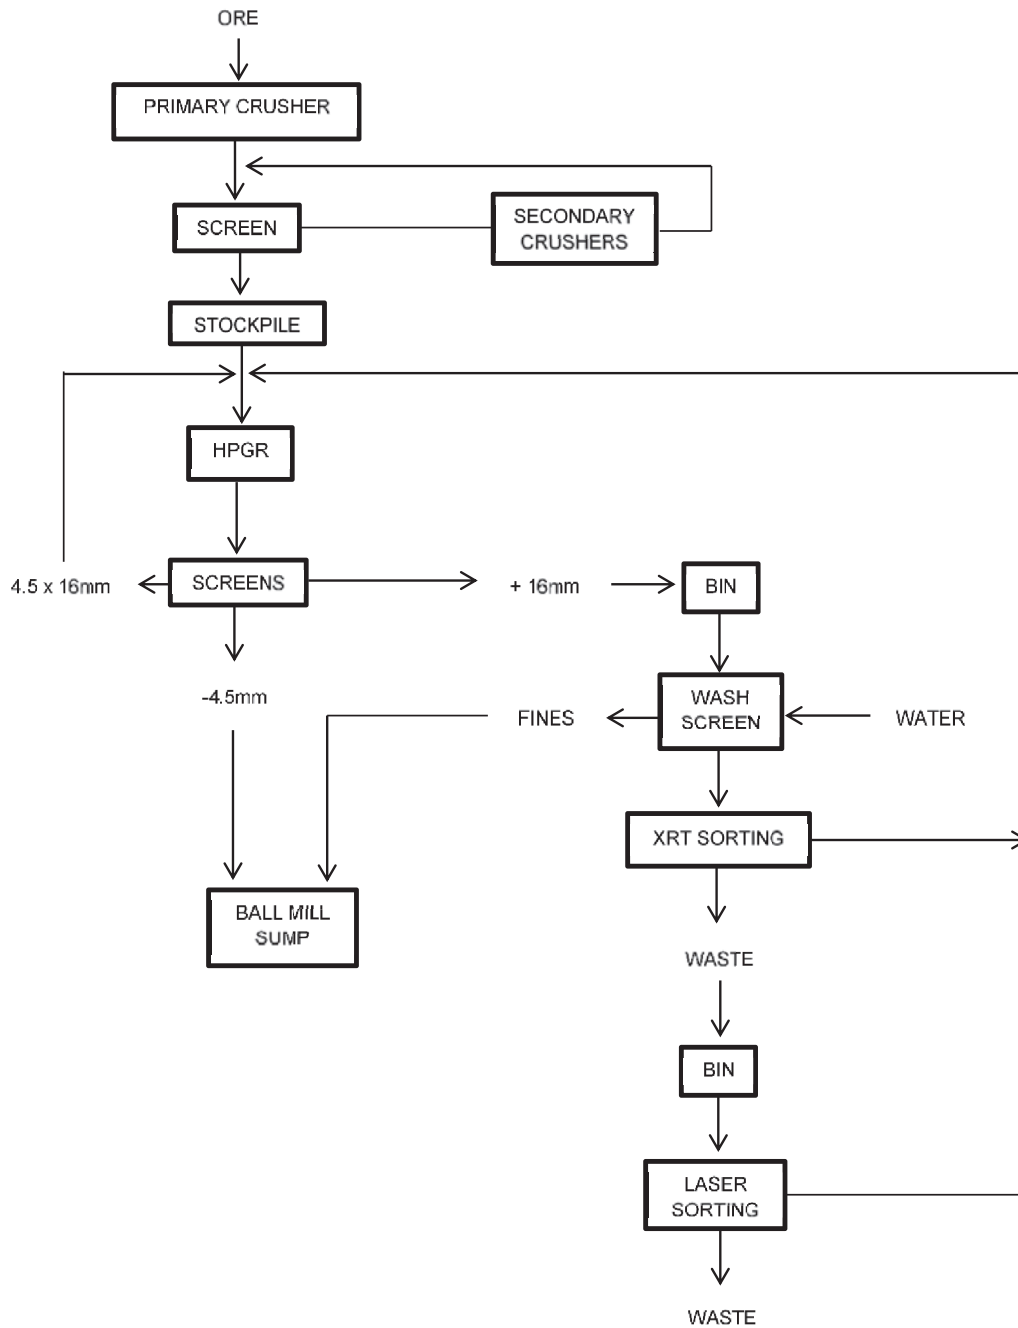 ORE
PRIMARY CRUSHER
SCREEN
SECONDARY
CRUSHERS
STOCKPILE
HPGR
4.5 x 16mm
SCREENS
+ 16mm
BIN
-4.5mm
FINES
WASH
SCREEN
WATER
XRT SORTING
BALL MILL
SUMP
WASTE
BIN
LASER
SORTING
WASTE